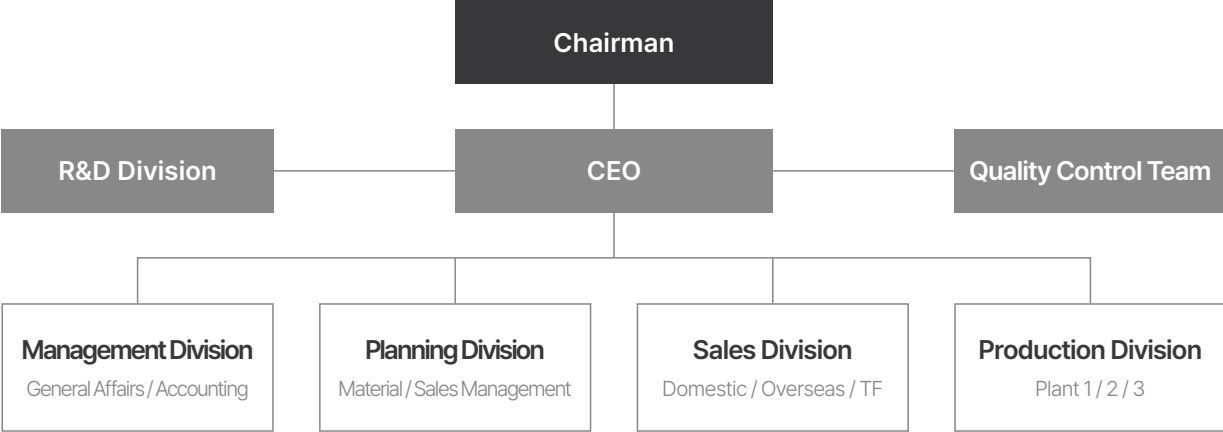 Chairman
R&D Division
CEO
Quality Control Team
Management Division
General Affairs / Accounting
Planning Division
Material / Sales Management
Sales Division
Domestic / Overseas / TF
Production Division
Plant 1 / 2 / 3